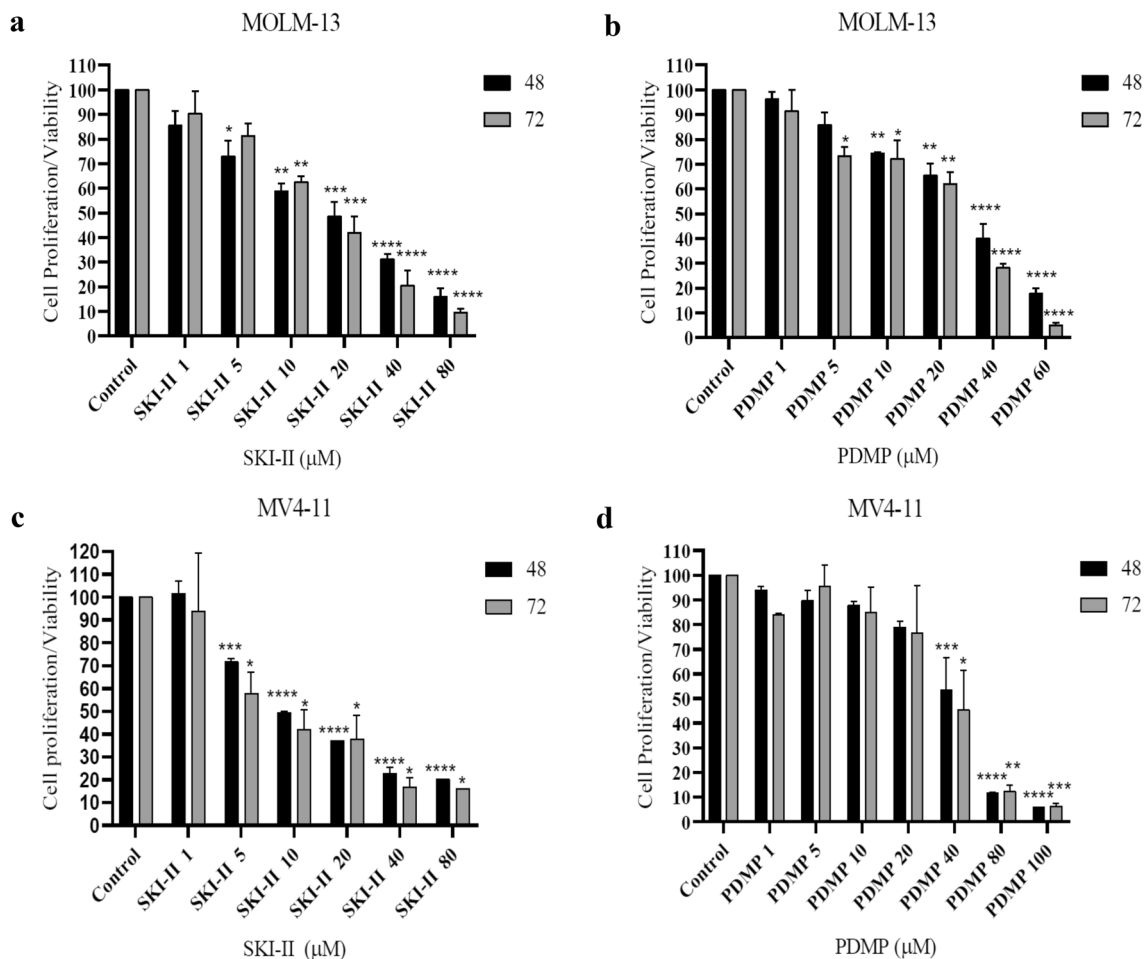 a
MOLM-13
Cell Proliferation/Viability
110
100
90
80
70
60
50
40
30
20
10
0
48
72
*
**
**
***
***
****
****
****
****
Control
SKI-II 1
SKI-II 5
SKI-II 10
SKI-II 20
SKI-II 40
SKI-II 80
SKI-II (μM)
b
MOLM-13
Cell Proliferation/Viability
110
100
90
80
70
60
50
40
30
20
10
0
48
72
*
**
*
**
**
****
****
****
****
Control
PDMP 1
PDMP 5
PDMP 10
PDMP 20
PDMP 40
PDMP 60
PDMP (μM)
c
MV4-11
Cell proliferation/Viability
120
110
100
90
80
70
60
50
40
30
20
10
0
48
72
***
*
****
*
****
*
****
*
****
*
Control
SKI-II 1
SKI-II 5
SKI-II 10
SKI-II 20
SKI-II 40
SKI-II 80
SKI-II (μM)
d
MV4-11
Cell Proliferation/Viability
110
100
90
80
70
60
50
40
30
20
10
0
48
72
***
*
****
**
****
***
Control
PDMP 1
PDMP 5
PDMP 10
PDMP 20
PDMP 40
PDMP 80
PDMP 100
PDMP (μM)